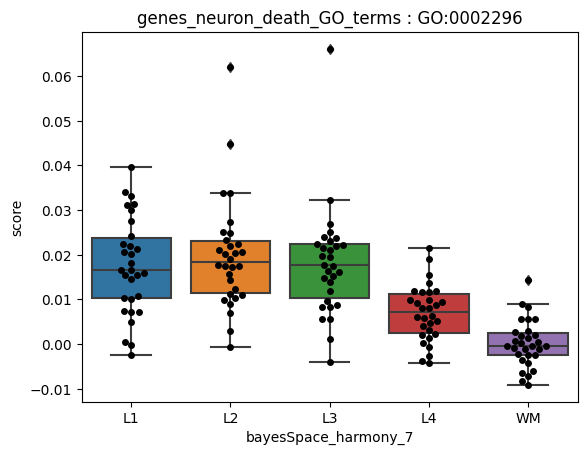 genes_neuron_death_GO_terms : GO:0002296
score
0.06
0.05
0.04
0.03
0.02
0.01
0.00
−0.01
L1 L2 L3 L4 WM
bayesSpace_harmony_7